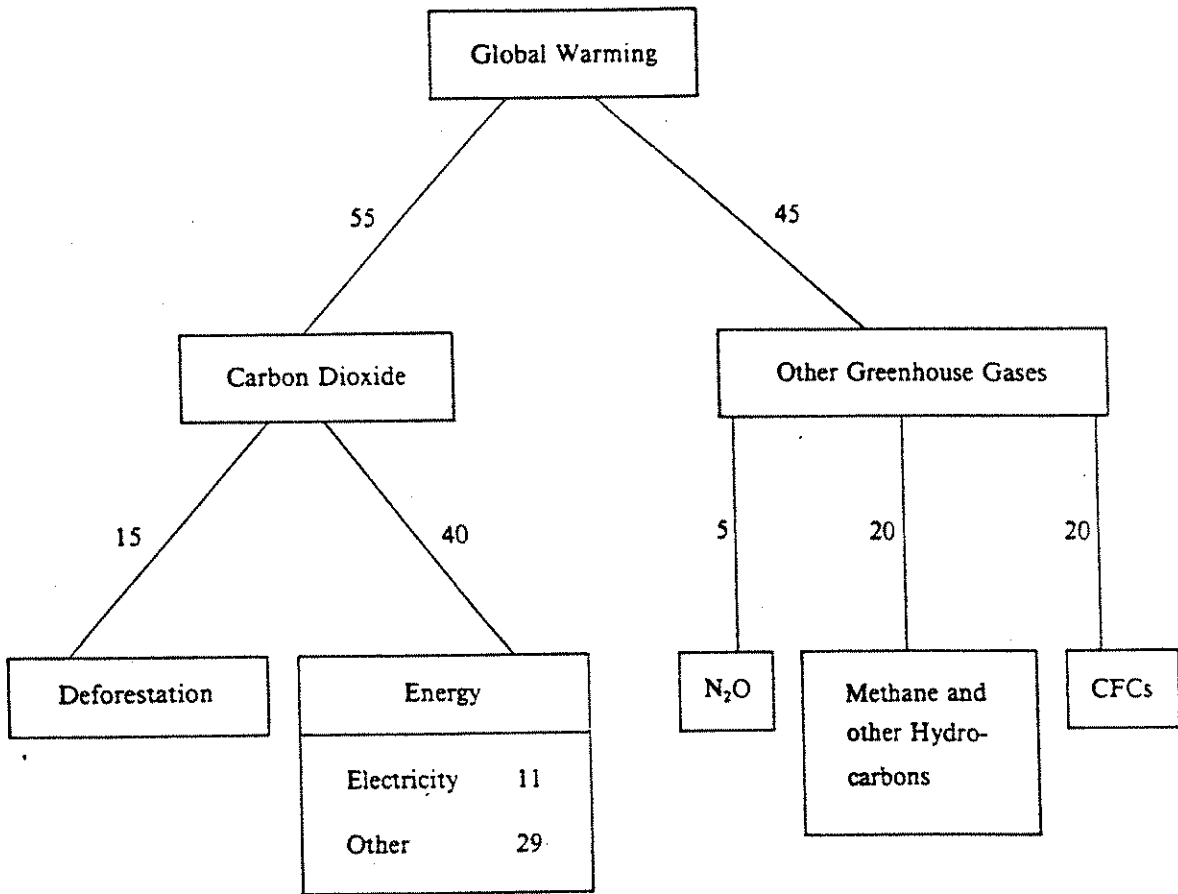 Global Warming
55 45
Carbon Dioxide Other Greenhouse Gases
15 40 5 20 20
Deforestation Energy N₂O Methane and CFCs
other Hydro-
carbons
Electricity 11
Other 29